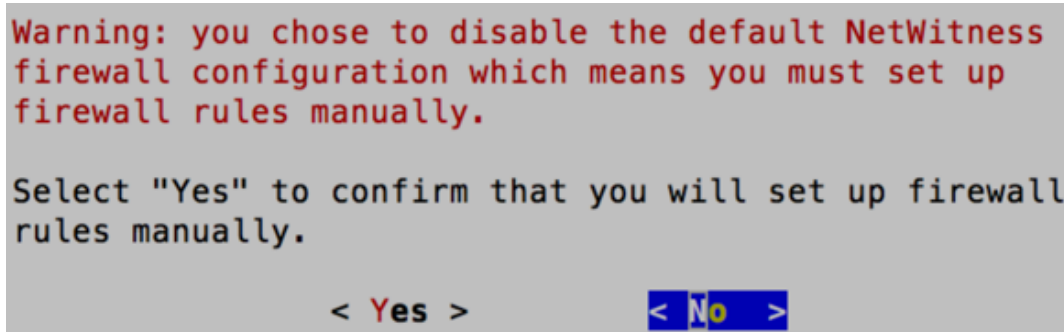 Warning: you chose to disable the default NetWitness
firewall configuration which means you must set up
firewall rules manually.
Select "Yes" to confirm that you will set up firewall
rules manually.
< Yes > < No >